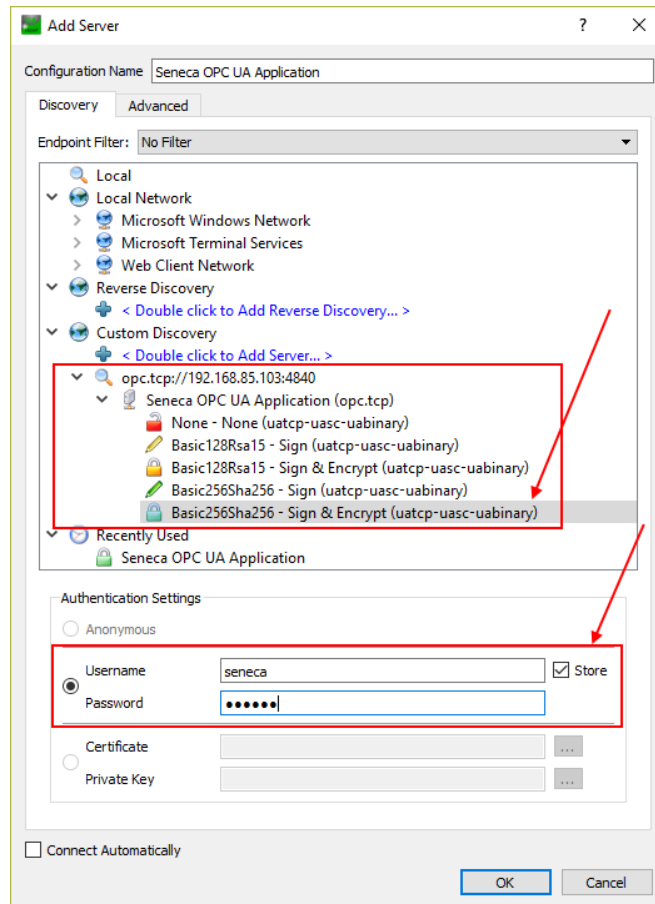 Add Server
?
Configuration Name Seneca OPC UA Application
Discovery Advanced
Endpoint Filter: No Filter
Local
Local Network
Microsoft Windows Network
Microsoft Terminal Services
Web Client Network
Reverse Discovery
< Double click to Add Reverse Discovery... >
Custom Discovery
< Double click to Add Server... >
opc.tcp://192.168.85.103:4840
Seneca OPC UA Application (opc.tcp)
None - None (uatcp-uasc-uabinary)
Basic128Rsa15 - Sign (uatcp-uasc-uabinary)
Basic128Rsa15 - Sign & Encrypt (uatcp-uasc-uabinary)
Basic256Sha256 - Sign (uatcp-uasc-uabinary)
Basic256Sha256 - Sign & Encrypt (uatcp-uasc-uabinary)
Recently Used
Seneca OPC UA Application
Authentication Settings
Anonymous
Username seneca Store
Password ●●●●●●
Certificate ...
Private Key ...
Connect Automatically
OK Cancel